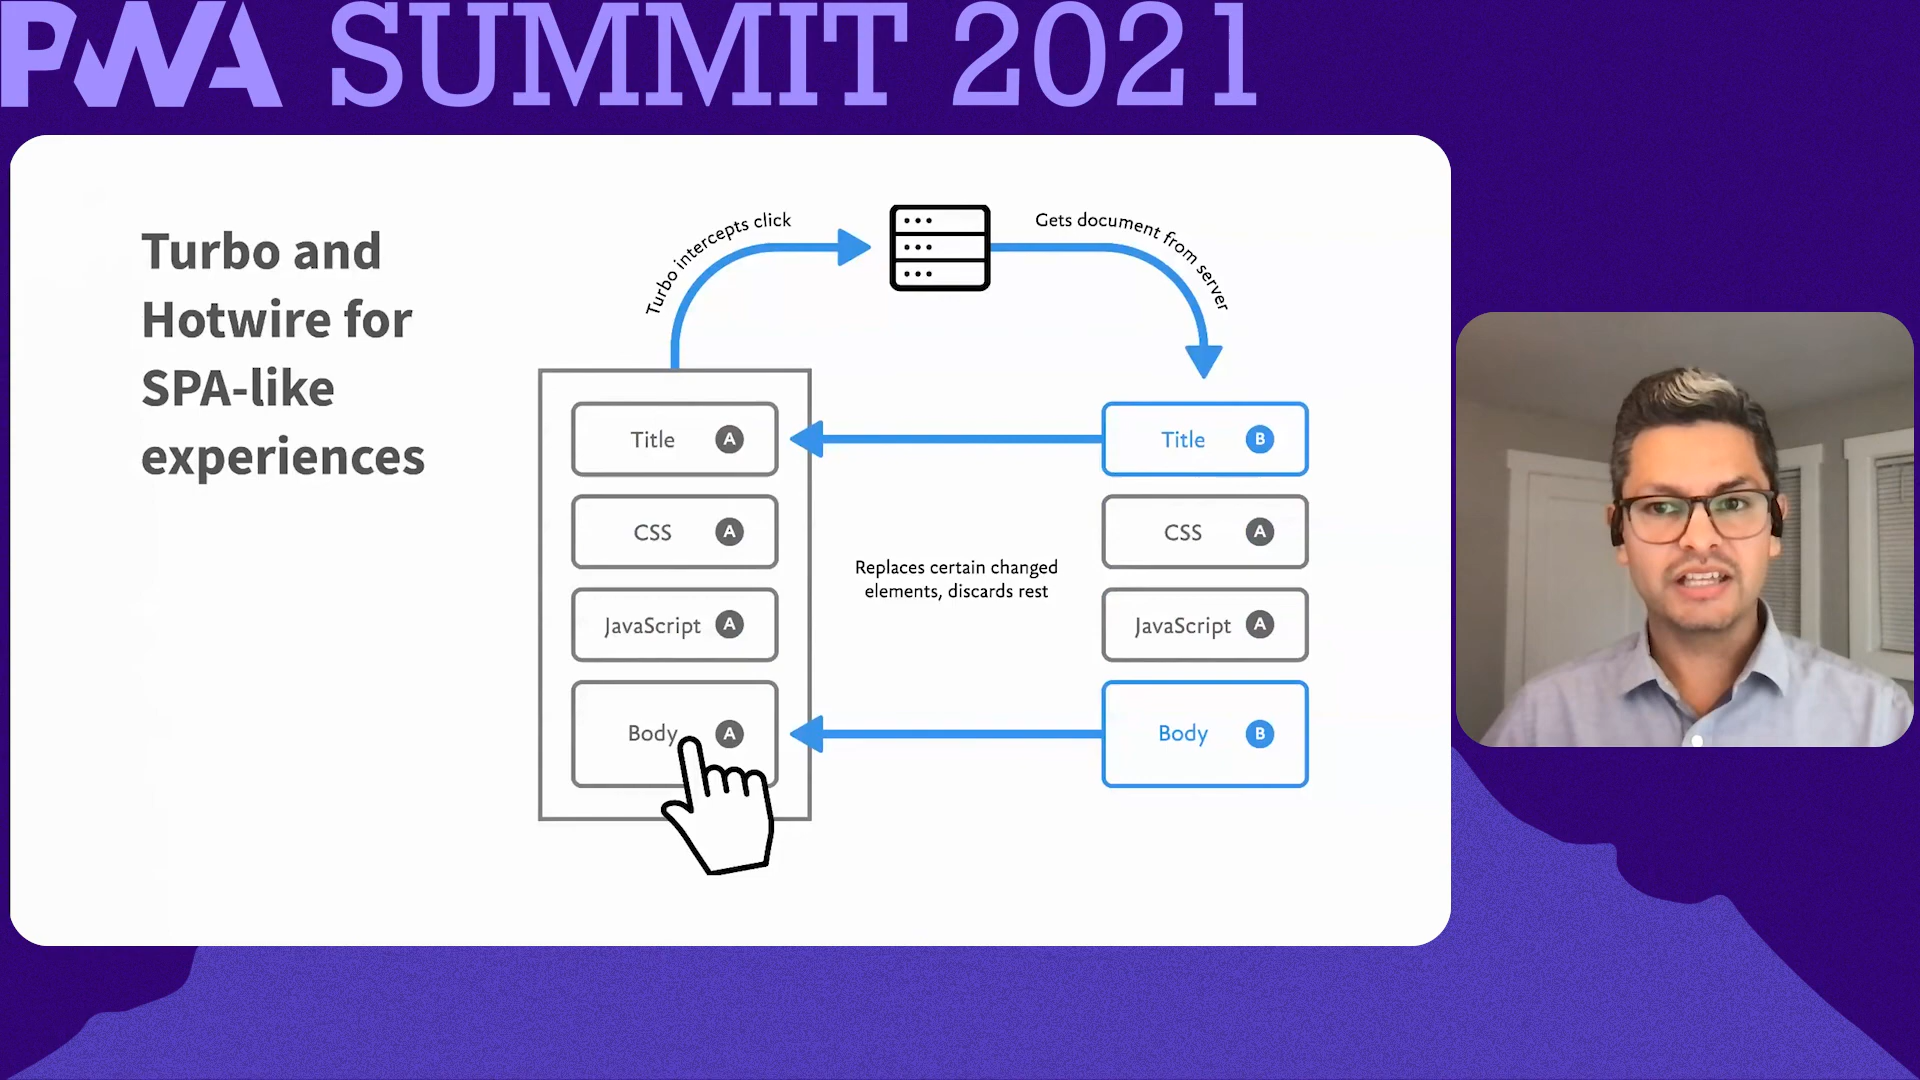 PWA SUMMIT 2021
Turbo and
Hotwire for
SPA-like
experiences
Turbo intercepts click
Gets document from server
Title A
CSS A
JavaScript A
Body A
Replaces certain changed
elements, discards rest
Title B
CSS A
JavaScript A
Body B